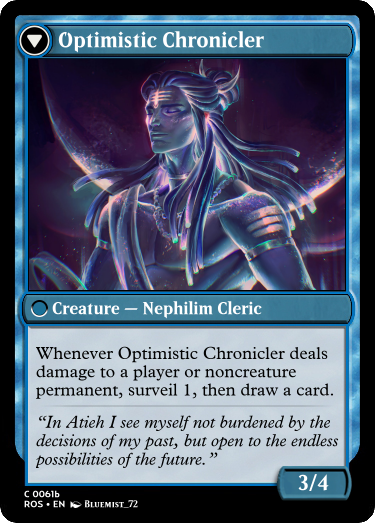 Optimistic Chronicler
Creature — Nephilim Cleric
Whenever Optimistic Chronicler deals
damage to a player or noncreature
permanent, surveil 1, then draw a card.
“In Atieh I see myself not burdened by the
decisions of my past, but open to the endless
possibilities of the future.”
3/4
C 0061b
ROS • EN Bluemist_72